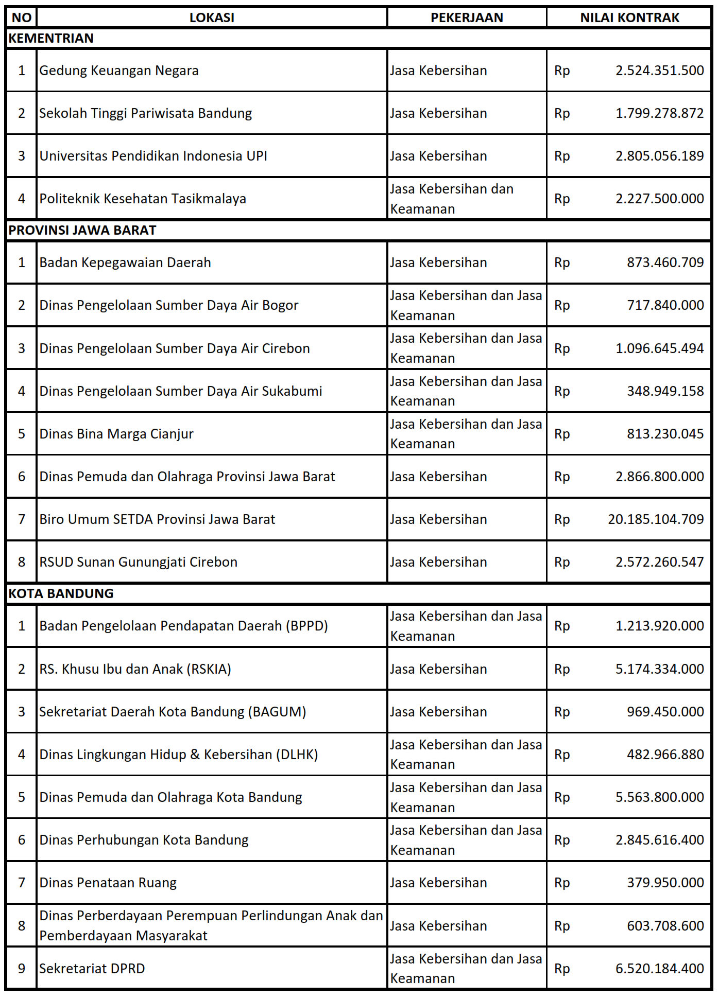 NO LOKASI PEKERJAAN NILAI KONTRAK
KEMENTRIAN
1 Gedung Keuangan Negara Jasa Kebersihan Rp 2.524.351.500
2 Sekolah Tinggi Pariwisata Bandung Jasa Kebersihan Rp 1.799.278.872
3 Universitas Pendidikan Indonesia UPI Jasa Kebersihan Rp 2.805.056.189
4 Politeknik Kesehatan Tasikmalaya Jasa Kebersihan dan
Keamanan Rp 2.227.500.000
PROVINSI JAWA BARAT
1 Badan Kepegawaian Daerah Jasa Kebersihan Rp 873.460.709
2 Dinas Pengelolaan Sumber Daya Air Bogor Jasa Kebersihan dan Jasa
Keamanan Rp 717.840.000
3 Dinas Pengelolaan Sumber Daya Air Cirebon Jasa Kebersihan dan Jasa
Keamanan Rp 1.096.645.494
4 Dinas Pengelolaan Sumber Daya Air Sukabumi Jasa Kebersihan dan Jasa
Keamanan Rp 348.949.158
5 Dinas Bina Marga Cianjur Jasa Kebersihan dan Jasa
Keamanan Rp 813.230.045
6 Dinas Pemuda dan Olahraga Provinsi Jawa Barat Jasa Kebersihan Rp 2.866.800.000
7 Biro Umum SETDA Provinsi Jawa Barat Jasa Kebersihan Rp 20.185.104.709
8 RSUD Sunan Gunungjati Cirebon Jasa Kebersihan Rp 2.572.260.547
KOTA BANDUNG
1 Badan Pengelolaan Pendapatan Daerah (BPPD) Jasa Kebersihan dan Jasa
Keamanan Rp 1.213.920.000
2 RS. Khusu Ibu dan Anak (RSKIA) Jasa Kebersihan Rp 5.174.334.000
3 Sekretariat Daerah Kota Bandung (BAGUM) Jasa Kebersihan Rp 969.450.000
4 Dinas Lingkungan Hidup & Kebersihan (DLHK) Jasa Kebersihan dan Jasa
Keamanan Rp 482.966.880
5 Dinas Pemuda dan Olahraga Kota Bandung Jasa Kebersihan dan Jasa
Keamanan Rp 5.563.800.000
6 Dinas Perhubungan Kota Bandung Jasa Kebersihan dan Jasa
Keamanan Rp 2.845.616.400
7 Dinas Penataan Ruang Jasa Kebersihan Rp 379.950.000
8 Dinas Perberdayaan Perempuan Perlindungan Anak dan
Pemberdayaan Masyarakat Jasa Kebersihan Rp 603.708.600
9 Sekretariat DPRD Jasa Kebersihan dan Jasa
Keamanan Rp 6.520.184.400